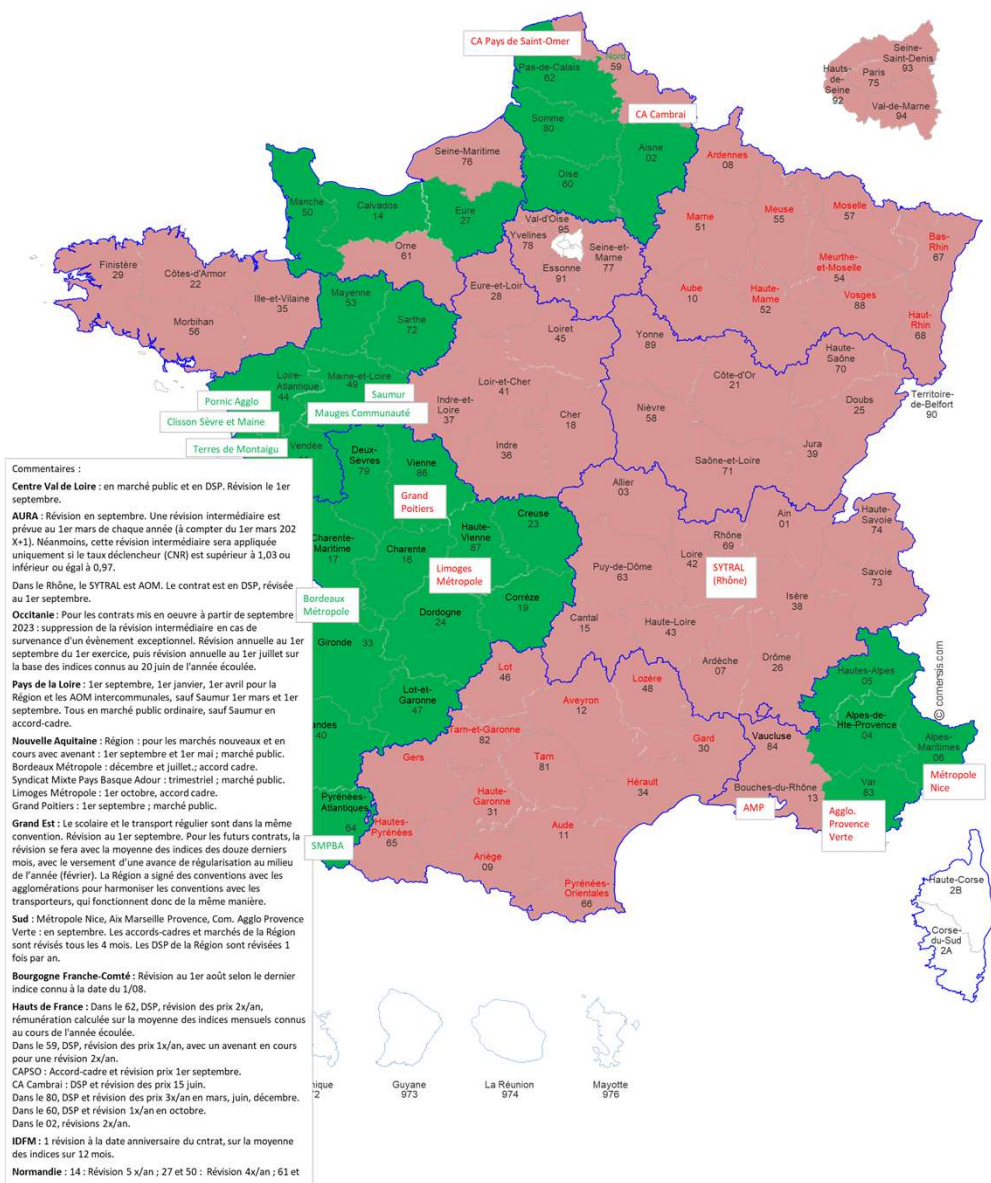 CA Pays de Saint-Omer
Nord
59
Pas-de-Calais
62
CA Cambrai
Somme
80
Aisne
02
Oise
60
Seine-Maritime
76
Seine-
Saint-Denis
93
Hauts-
de-
Seine
92
Paris
75
Val-de-Marne
94
Ardennes
08
Manche
50
Calvados
14
Eure
27
Val-d'Oise
95
Yvelines
78
Seine-et-
Marne
77
Essonne
91
Marne
51
Meuse
55
Moselle
57
Bas-
Rhin
67
Meurthe-
et-Moselle
54
Vosges
88
Haut-
Rhin
68
Aube
10
Haute-
Marne
52
Orne
61
Finistère
29
Côtes-d'Armor
22
Ille-et-Vilaine
35
Morbihan
56
Mayenne
53
Sarthe
72
Eure-et-Loir
28
Loiret
45
Yonne
89
Haute-
Saône
70
Côte-d'Or
21
Doubs
25
Territoire-
de-Belfort
90
Loire-
Atlantique
44
Maine-et-Loire
49
Saumur
Pornic Agglo
Mauges Communauté
Clisson Sèvre et Maine
Terres de Montaigu
Vendée
Loir-et-Cher
41
Indre-et-
Loire
37
Cher
18
Indre
36
Nièvre
58
Jura
39
Saône-et-Loire
71
Deux-
Sèvres
79
Vienne
86
Grand
Poitiers
Allier
03
Ain
01
Haute-
Savoie
74
Creuse
23
Haute-
Vienne
87
Charente-
Maritime
17
Charente
16
Limoges
Métropole
Rhône
69
Loire
42
SYTRAL
(Rhône)
Puy-de-Dôme
63
Savoie
73
Isère
38
Bordeaux
Métropole
Corrèze
19
Dordogne
24
Cantal
15
Haute-Loire
43
Gironde
33
Ardèche
07
Drôme
26
Hautes-Alpes
05
Lot
46
Lozère
48
Lot-et-
Garonne
47
Aveyron
12
andes
40
Tarn-et-Garonne
82
Gard
30
Vaucluse
84
Alpes-de-
Hte-Provence
04
Alpes-
Maritimes
06
Gers
Tarn
81
Hérault
34
Bouches-du-Rhône
13
Var
83
Métropole
Nice
AMP
Agglo.
Provence
Verte
Haute-
Garonne
31
Pyrénées-
Atlantiques
64
Hautes-
Pyrénées
65
SMPBA
Aude
11
Ariège
09
Pyrénées-
Orientales
66
Haute-Corse
2B
Corse-
du-Sud
2A
© comersis.com
Commentaires :
Centre Val de Loire : en marché public et en DSP. Révision le 1er
septembre.
AURA : Révision en septembre. Une révision intermédiaire est
prévue au 1er mars de chaque année (à compter du 1er mars 202
X+1). Néanmoins, cette révision intermédiaire sera appliquée
uniquement si le taux déclencheur (CNR) est supérieur à 1,03 ou
inférieur ou égal à 0,97.
Dans le Rhône, le SYTRAL est AOM. Le contrat est en DSP, révisée
au 1er septembre.
Occitanie : Pour les contrats mis en oeuvre à partir de septembre
2023 : suppression de la révision intermédiaire en cas de
survenance d'un évènement exceptionnel. Révision annuelle au 1er
septembre du 1er exercice, puis révision annuelle au 1er juillet sur
la base des indices connus au 20 juin de l'année écoulée.
Pays de la Loire : 1er septembre, 1er janvier, 1er avril pour la
Région et les AOM intercommunales, sauf Saumur 1er mars et 1er
septembre. Tous en marché public ordinaire, sauf Saumur en
accord-cadre.
Nouvelle Aquitaine : Région : pour les marchés nouveaux et en
cours avec avenant : 1er septembre et 1er mai ; marché public.
Bordeaux Métropole : décembre et juillet.; accord cadre.
Syndicat Mixte Pays Basque Adour : trimestriel ; marché public.
Limoges Métropole : 1er octobre, accord cadre.
Grand Poitiers : 1er septembre ; marché public.
Grand Est : Le scolaire et le transport régulier sont dans la même
convention. Révision au 1er septembre. Pour les futurs contrats, la
révision se fera avec la moyenne des indices des douze derniers
mois, avec le versement d'une avance de régularisation au milieu
de l'année (février). La Région a signé des conventions avec les
agglomérations pour harmoniser les conventions avec les
transporteurs, qui fonctionnent donc de la même manière.
Sud : Métropole Nice, Aix Marseille Provence, Com. Agglo Provence
Verte : en septembre. Les accords-cadres et marchés de la Région
sont révisés tous les 4 mois. Les DSP de la Région sont révisées 1
fois par an.
Bourgogne Franche-Comté : Révision au 1er août selon le dernier
indice connu à la date du 1/08.
Hauts de France : Dans le 62, DSP, révision des prix 2x/an,
rémunération calculée sur la moyenne des indices mensuels connus
au cours de l'année écoulée.
Dans le 59, DSP, révision des prix 1x/an, avec un avenant en cours
pour une révision 2x/an.
CAPSO : Accord-cadre et révision prix 1er septembre.
CA Cambrai : DSP et révision des prix 15 juin.
Dans le 80, DSP et révision des prix 3x/an en mars, juin, décembre.
Dans le 60, DSP et révision 1x/an en octobre.
Dans le 02, révisions 2x/an.
IDFM : 1 révision à la date anniversaire du cntrat, sur la moyenne
des indices sur 12 mois.
Normandie : 14 : Révision 5 x/an ; 27 et 50 : Révision 4x/an ; 61 et
nique
72
Guyane
973
La Réunion
974
Mayotte
976